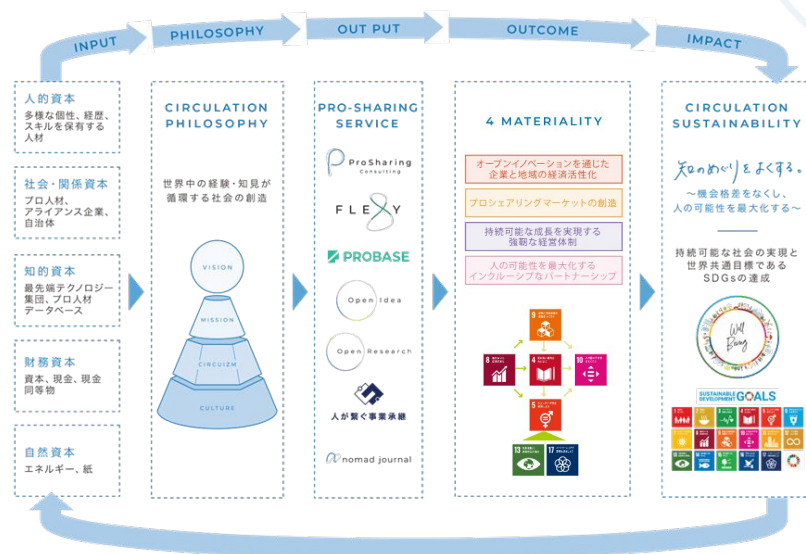 INPUT
PHILOSOPHY
OUT PUT
OUTCOME
IMPACT
人的資本
多様な個性、経歴、
スキルを保有する
人材
社会・関係資本
プロ人材、
アライアンス企業、
自治体
知的資本
最先端テクノロジー
集団、プロ人材
データベース
財務資本
資本、現金、現金
同等物
自然資本
エネルギー、紙
CIRCULATION
PHILOSOPHY
世界中の経験・知見が
循環する社会の創造
VISION
MISSION
CIRCUIZM
CULTURE
PRO-SHARING
SERVICE
ProSharing
Consulting
FLEXY
PROBASE
Open Idea
Open Research
人が繋ぐ事業承継
nomad journal
4 MATERIALITY
オープンイノベーションを通じた
企業と地域の経済活性化
プロシェアリングマーケットの創造
持続可能な成長を実現する
強靭な経営体制
人の可能性を最大化する
インクルーシブなパートナーシップ
9
8
4
10
5
13
17
CIRCULATION
SUSTAINABILITY
知のめぐりをよくする。
〜機会格差をなくし、
人の可能性を最大化する〜
持続可能な社会の実現と
世界共通目標である
SDGsの達成
Well
Being
SUSTAINABLE
DEVELOPMENT GOALS